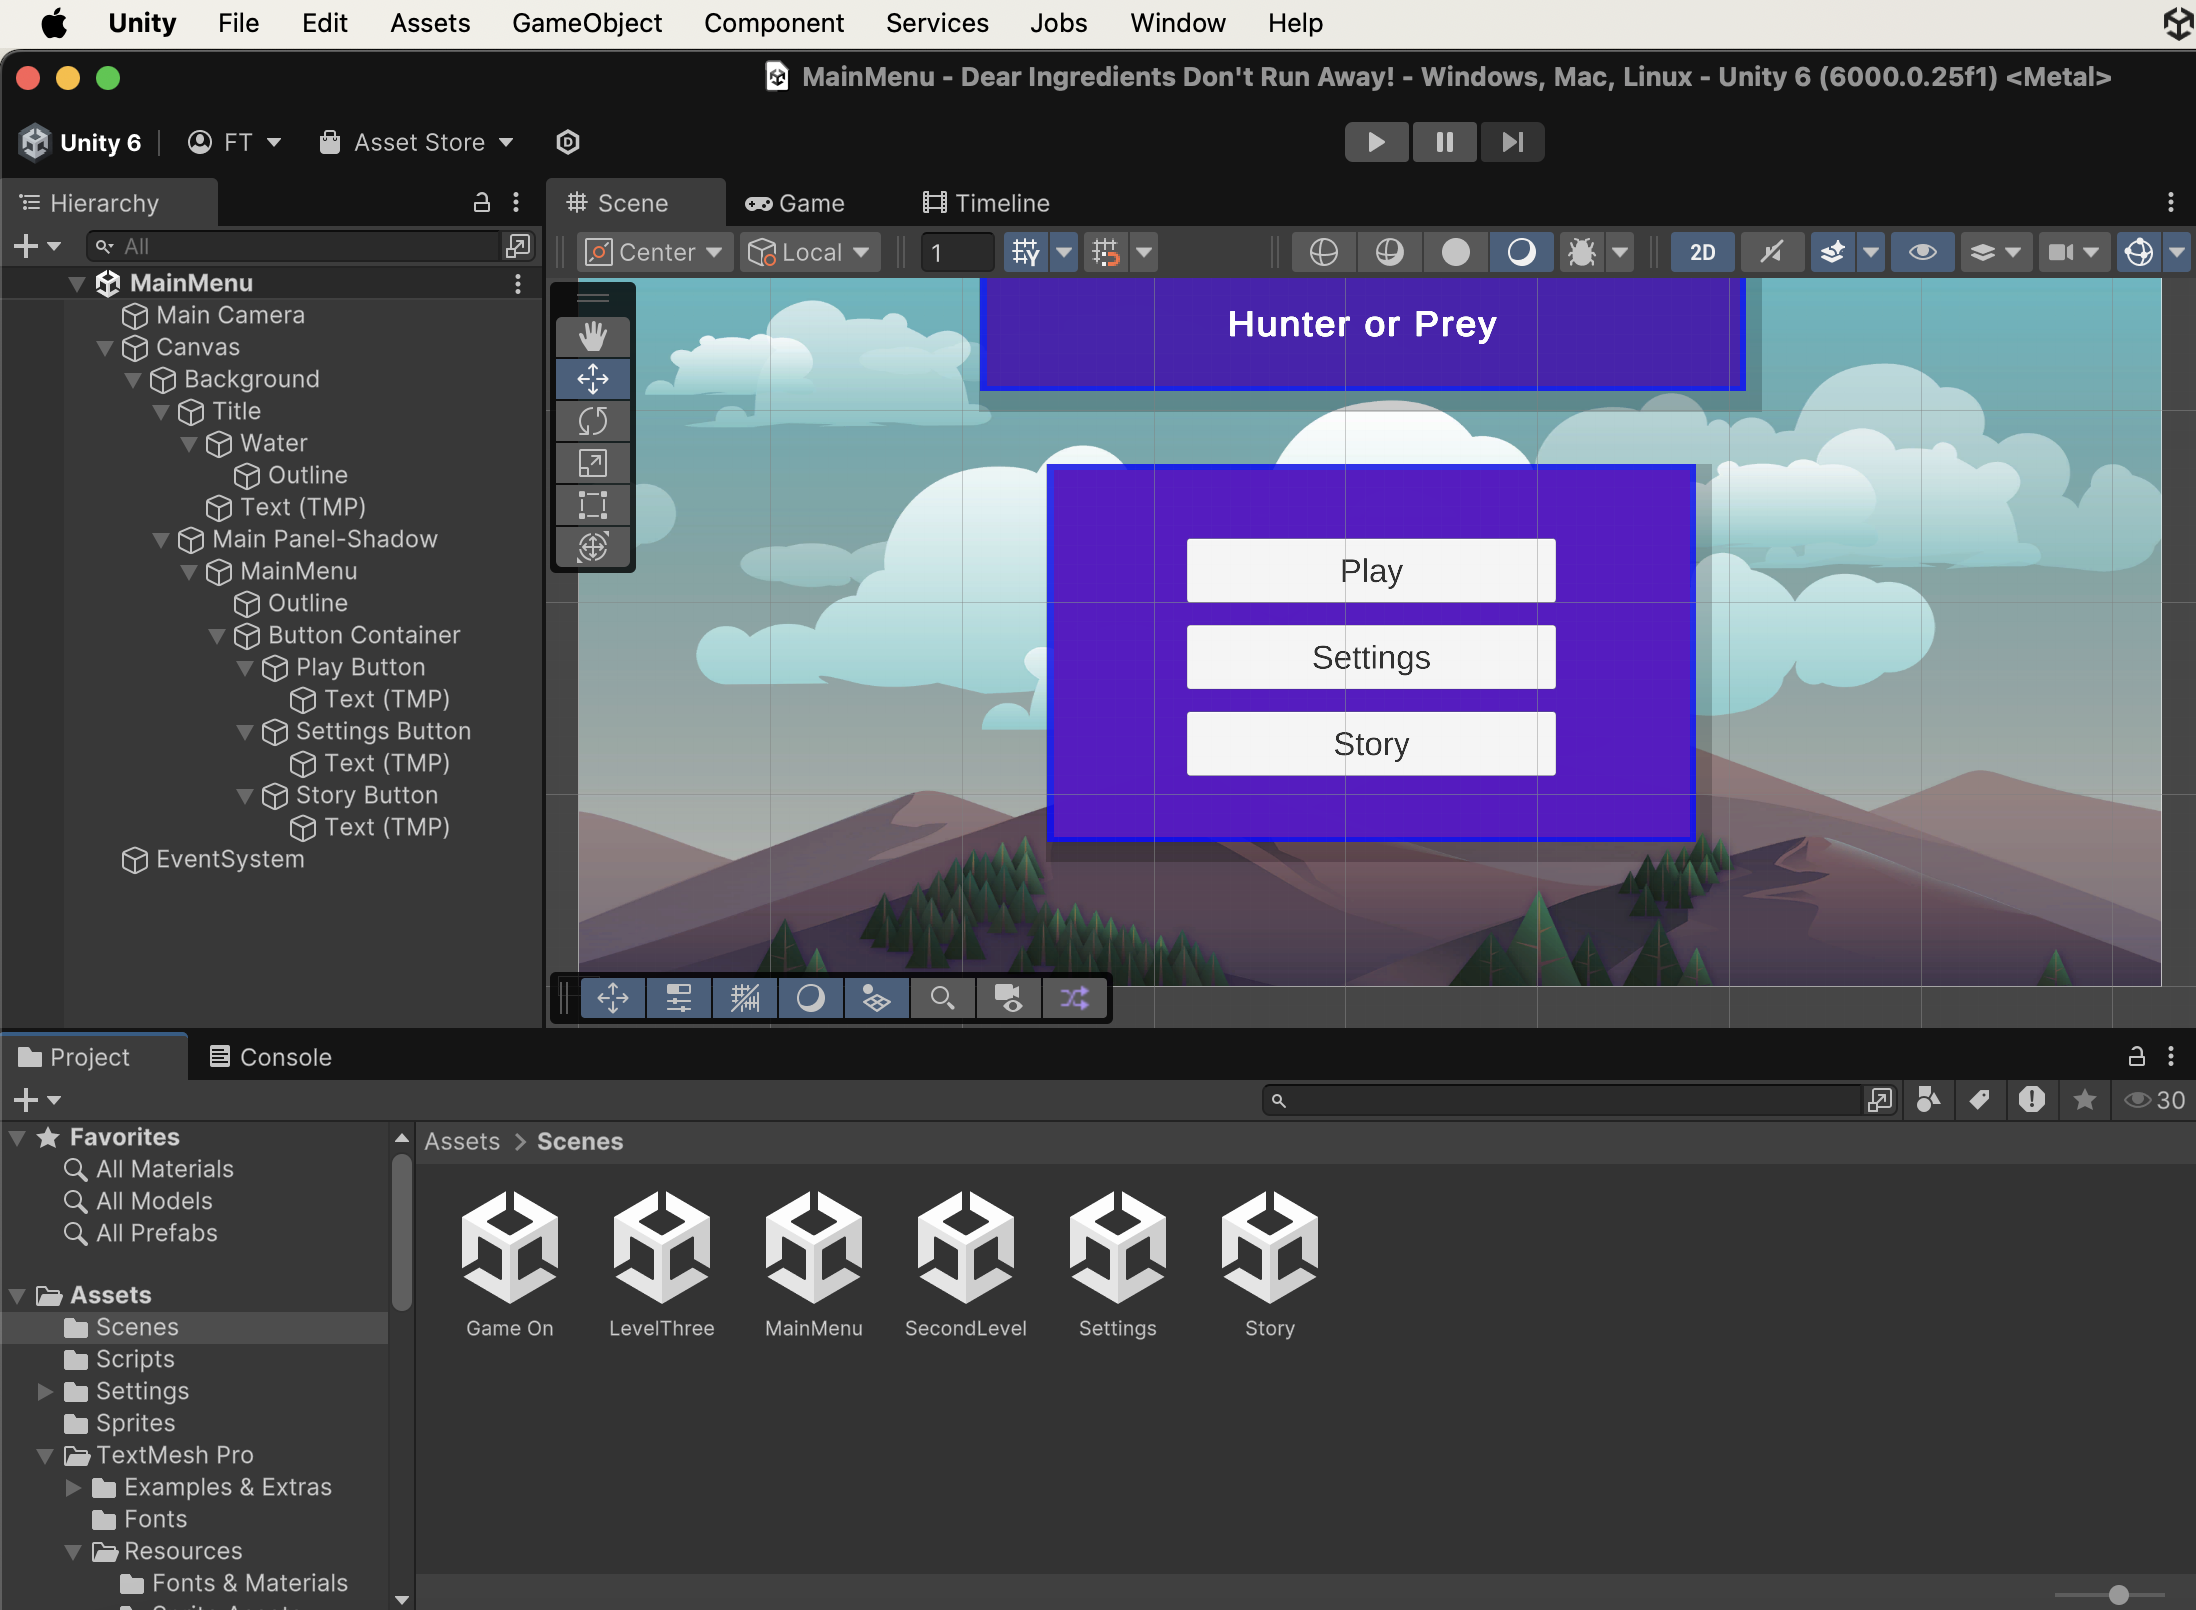 Unity File Edit Assets GameObject Component Services Jobs Window Help
MainMenu - Dear Ingredients Don't Run Away! - Windows, Mac, Linux - Unity 6 (6000.0.25f1) <Metal>
Unity 6 FT Asset Store
Hierarchy
All
MainMenu
Main Camera
Canvas
Background
Title
Water
Outline
Text (TMP)
Main Panel-Shadow
MainMenu
Outline
Button Container
Play Button
Text (TMP)
Settings Button
Text (TMP)
Story Button
Text (TMP)
EventSystem
Scene Game Timeline
Center Local 1 2D
Hunter or Prey
Play
Settings
Story
Project Console
30
Favorites
All Materials
All Models
All Prefabs
Assets
Scenes
Scripts
Settings
Sprites
TextMesh Pro
Examples & Extras
Fonts
Resources
Fonts & Materials
Assets > Scenes
Game On LevelThree MainMenu SecondLevel Settings Story